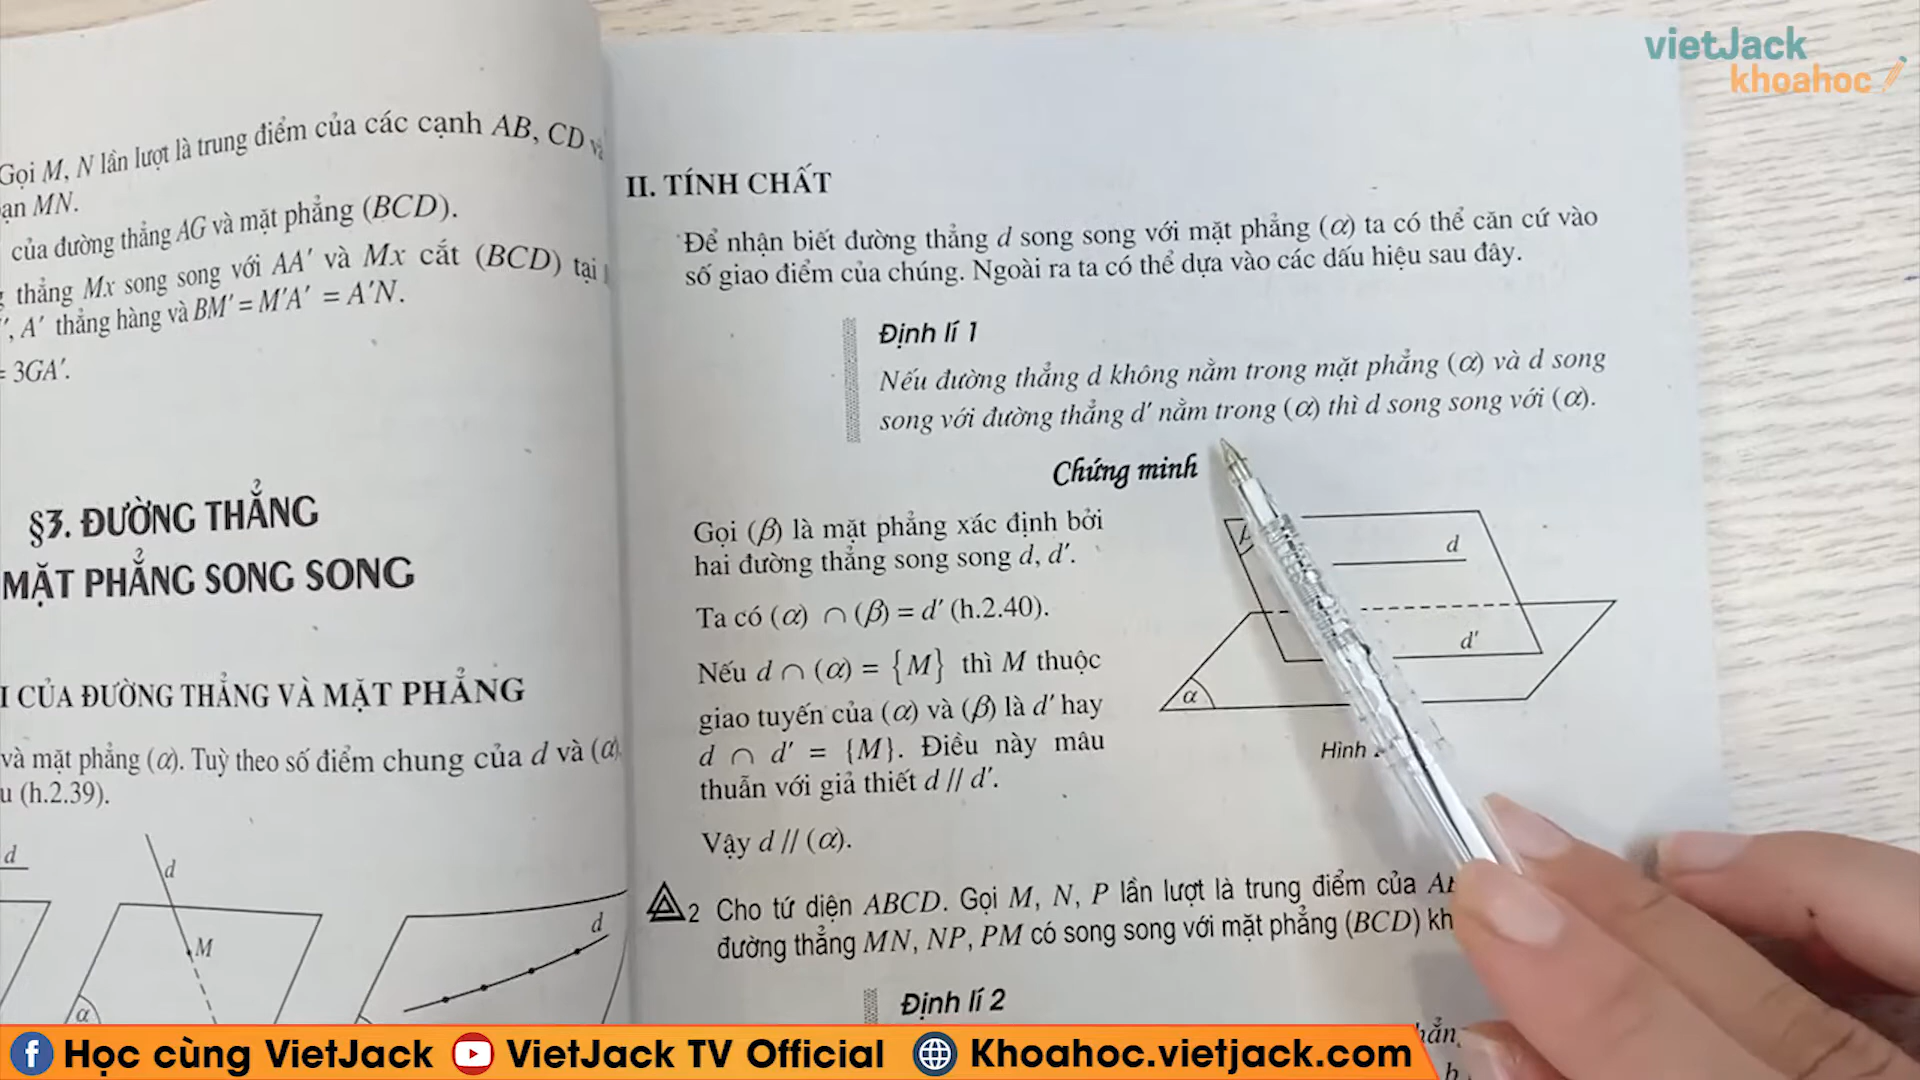 vietJack
khoahoc
Gọi M, N lần lượt là trung điểm của các cạnh AB, CD
MN.
của đường thẳng AG và mặt phẳng (BCD).
thẳng Mx song song với AA' và Mx cắt (BCD) tại
, A' thẳng hàng và BM' = M'A' = A'N.
= 3GA'.
§3. ĐƯỜNG THẲNG
MẶT PHẲNG SONG SONG
CỦA ĐƯỜNG THẲNG VÀ MẶT PHẲNG
và mặt phẳng (α). Tuỳ theo số điểm chung của d và (α)
(h.2.39).
d
d
M
α
d
II. TÍNH CHẤT
Để nhận biết đường thẳng d song song với mặt phẳng (α) ta có thể căn cứ vào
số giao điểm của chúng. Ngoài ra ta có thể dựa vào các dấu hiệu sau đây.
Định lí 1
Nếu đường thẳng d không nằm trong mặt phẳng (α) và d song
song với đường thẳng d' nằm trong (α) thì d song song với (α).
Chứng minh
Gọi (β) là mặt phẳng xác định bởi
hai đường thẳng song song d, d'.
Ta có (α) ∩ (β) = d' (h.2.40).
Nếu d ∩ (α) = {M} thì M thuộc
giao tuyến của (α) và (β) là d' hay
d ∩ d' = {M}. Điều này mâu
thuẫn với giả thiết d // d'.
Vậy d // (α).
d
d'
α
Hình
2 Cho tứ diện ABCD. Gọi M, N, P lần lượt là trung điểm của
đường thẳng MN, NP, PM có song song với mặt phẳng (BCD)
Định lí 2
Học cùng VietJack VietJack TV Official Khoahoc.vietjack.com